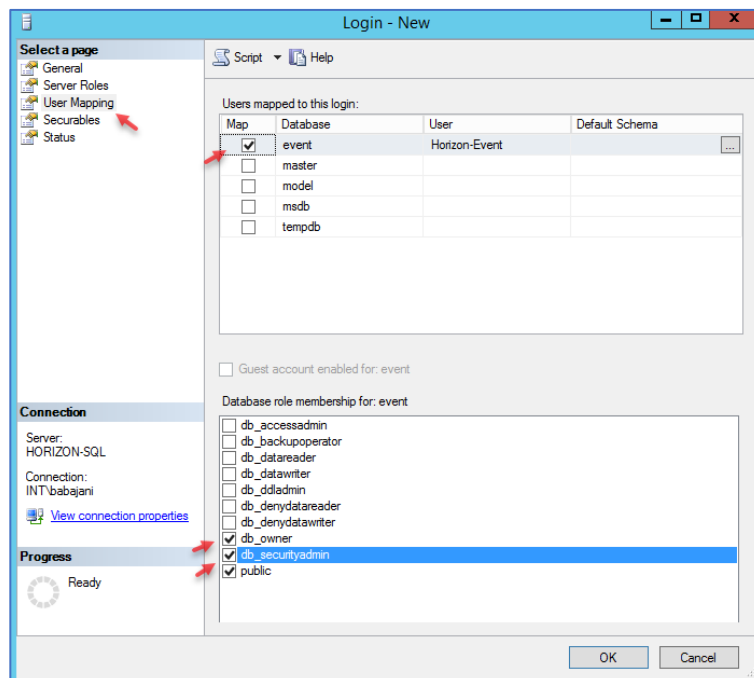 Login - New
Select a page
General
Server Roles
User Mapping
Securables
Status
Script Help
Users mapped to this login:
Map Database User Default Schema
event Horizon-Event ...
master
model
msdb
tempdb
Guest account enabled for: event
Database role membership for: event
db_accessadmin
db_backupoperator
db_datareader
db_datawriter
db_ddladmin
db_denydatareader
db_denydatawriter
db_owner
db_securityadmin
public
Connection
Server:
HORIZON-SQL
Connection:
INT\babajani
View connection properties
Progress
Ready
OK Cancel